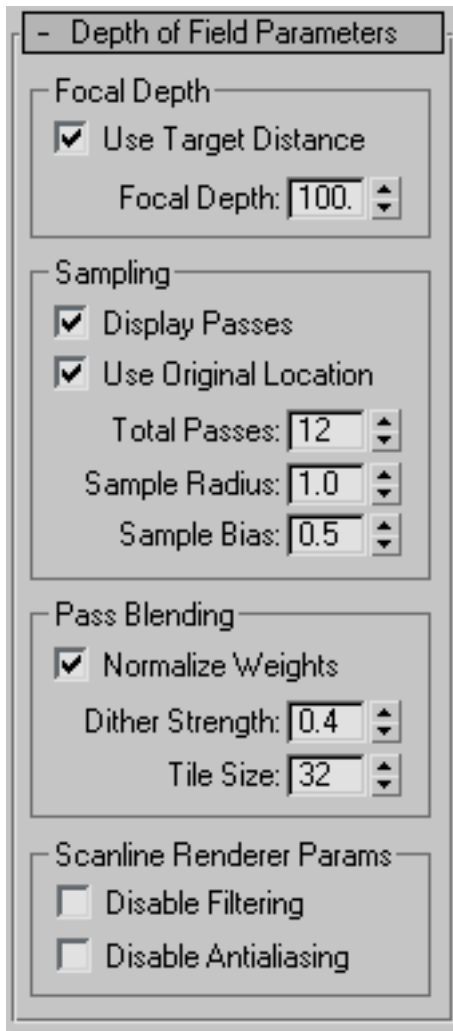 - Depth of Field Parameters
Focal Depth
Use Target Distance
Focal Depth: 100.
Sampling
Display Passes
Use Original Location
Total Passes: 12
Sample Radius: 1.0
Sample Bias: 0.5
Pass Blending
Normalize Weights
Dither Strength: 0.4
Tile Size: 32
Scanline Renderer Params
Disable Filtering
Disable Antialiasing